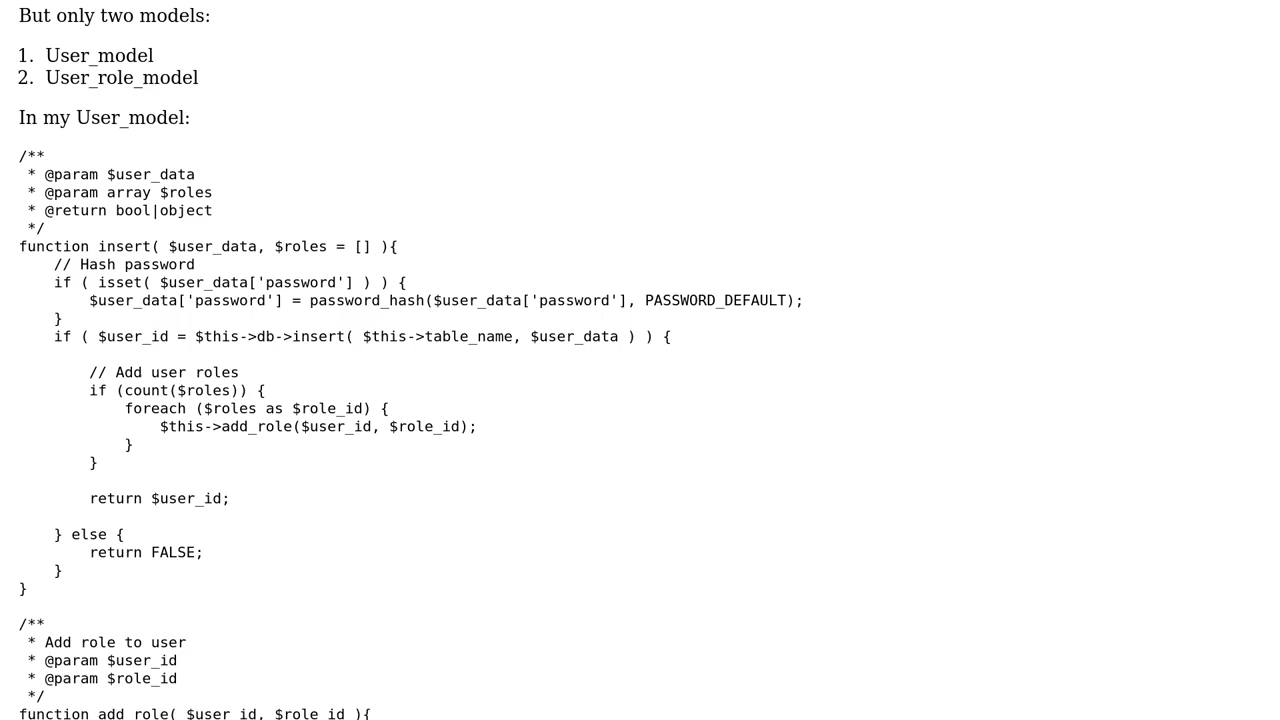 But only two models:
1. User_model
2. User_role_model
In my User_model:
/**
 * @param $user_data
 * @param array $roles
 * @return bool|object
 */
function insert( $user_data, $roles = [] ){
    // Hash password
    if ( isset( $user_data['password'] ) ) {
        $user_data['password'] = password_hash($user_data['password'], PASSWORD_DEFAULT);
    }
    if ( $user_id = $this->db->insert( $this->table_name, $user_data ) ) {

        // Add user roles
        if (count($roles)) {
            foreach ($roles as $role_id) {
                $this->add_role($user_id, $role_id);
            }
        }

        return $user_id;

    } else {
        return FALSE;
    }
}

/**
 * Add role to user
 * @param $user_id
 * @param $role_id
 */
function add_role( $user_id, $role_id ){